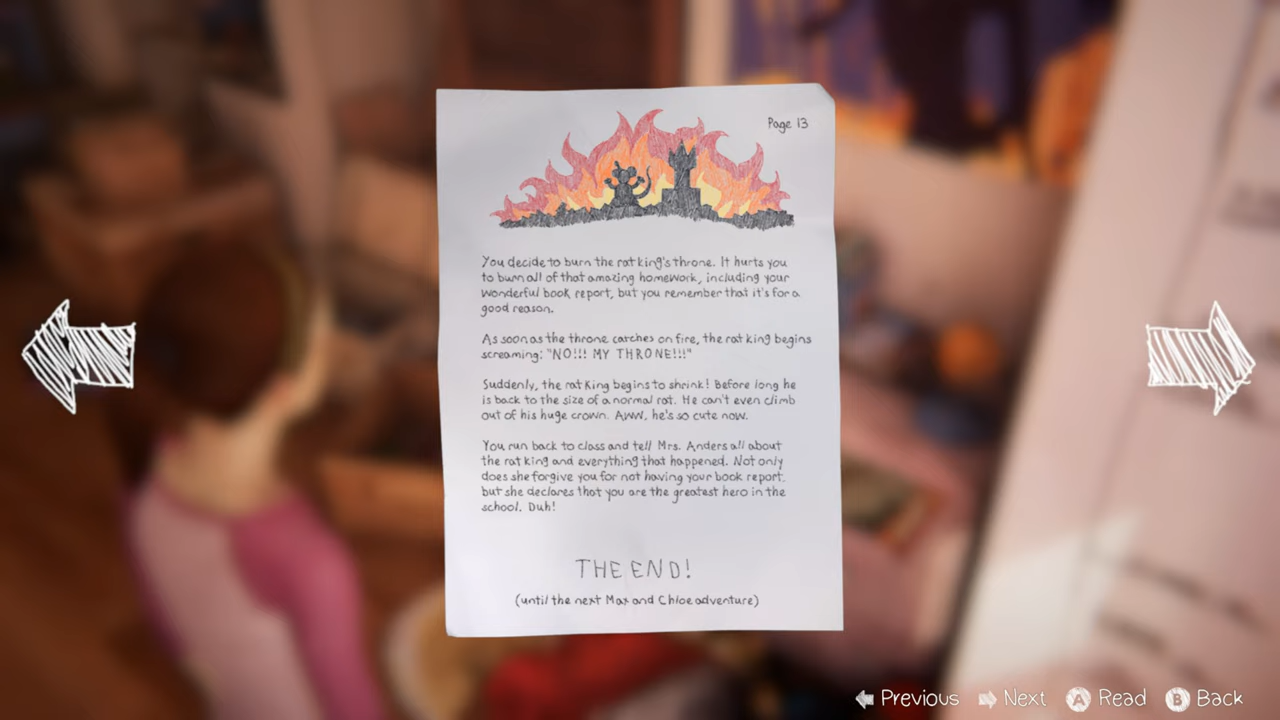 Page 13
You decide to burn the rat king's throne. It hurts you
to burn all of that amazing homework, including your
wonderful book report, but you remember that it's for a
good reason.
As soon as the throne catches on fire, the rat king begins
screaming: "NO!!! MY THRONE!!!"
Suddenly, the rat king begins to shrink! Before long he
is back to the size of a normal rat. He can't even climb
out of his huge crown. Aww, he's so cute now.
You run back to class and tell Mrs. Anders all about
the rat king and everything that happened. Not only
does she forgive you for not having your book report,
but she declares that you are the greatest hero in the
school. Duh!
THE END!
(until the next Max and Chloe adventure)
Previous Next A Read B Back